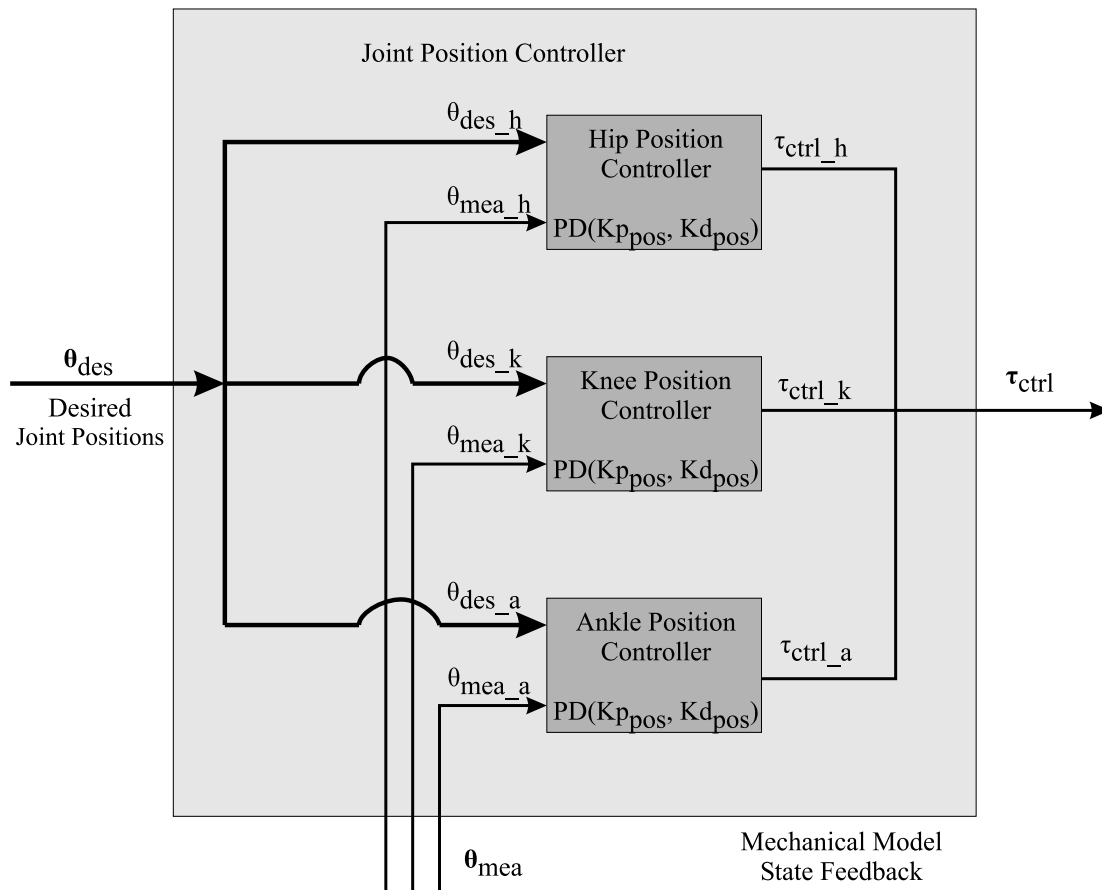 Joint Position Controller
θdes_h
Hip Position
Controller
τctrl_h
θmea_h
PD(Kppos, Kdpos)
θdes
Desired
Joint Positions
θdes_k
Knee Position
Controller
τctrl_k
τctrl
θmea_k
PD(Kppos, Kdpos)
θdes_a
Ankle Position
Controller
τctrl_a
θmea_a
PD(Kppos, Kdpos)
θmea
Mechanical Model
State Feedback